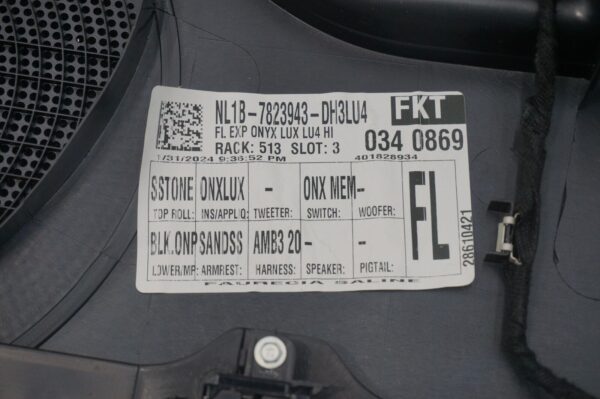 NL1B-7823943-DH3LU4 FKT
FL EXP ONYX LUX LU4 HI
RACK: 513 SLOT: 3 034 0869
1/31/2024 9:36:52 PM 401828934
SSTONE ONXLUX - ONX MEM - FL
TOP ROLL: INS/APPLIQ: TWEETER: SWITCH: WOOFER:
BLK.ONP SANDSS AMB3 20 - -
LOWER/MP: ARMREST: HARNESS: SPEAKER: PIGTAIL:
28610421
FAURECIA SALINE